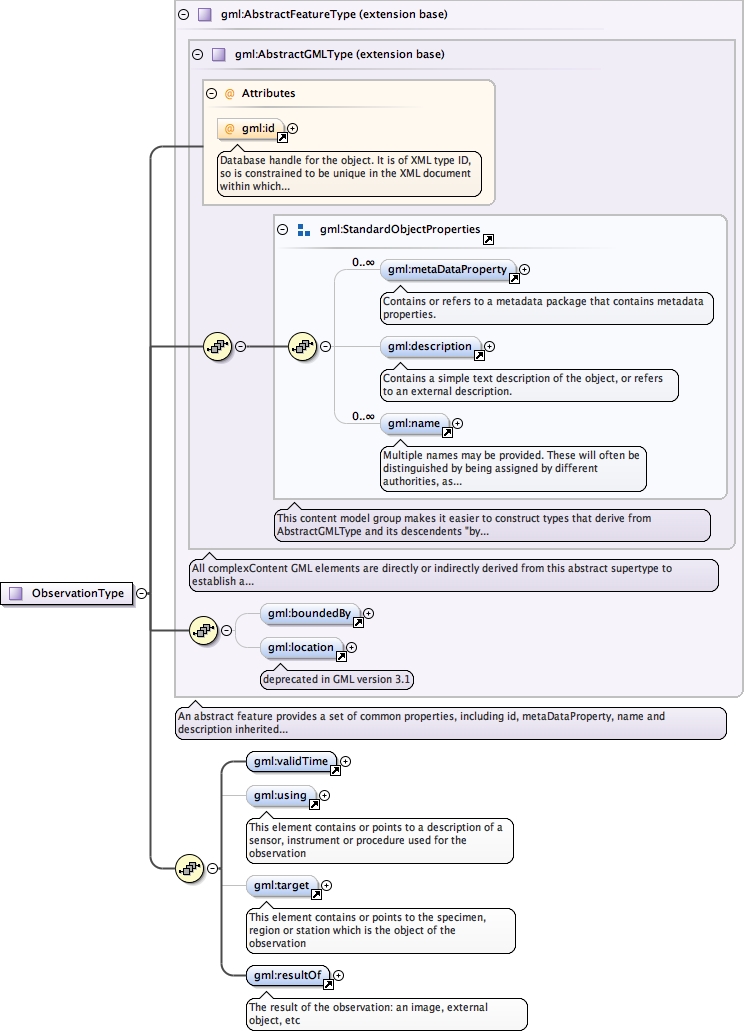 gml:AbstractFeatureType (extension base)
gml:AbstractGMLType (extension base)
@ Attributes
@ gml:id
Database handle for the object. It is of XML type ID,
so is constrained to be unique in the XML document
within which...
gml:StandardObjectProperties
0..∞
gml:metaDataProperty
Contains or refers to a metadata package that contains metadata
properties.
gml:description
Contains a simple text description of the object, or refers
to an external description.
0..∞
gml:name
Multiple names may be provided. These will often be
distinguished by being assigned by different
authorities, as...
This content model group makes it easier to construct types that derive from
AbstractGMLType and its descendents "by...
All complexContent GML elements are directly or indirectly derived from this abstract supertype to
establish a...
ObservationType
gml:boundedBy
gml:location
deprecated in GML version 3.1
An abstract feature provides a set of common properties, including id, metaDataProperty, name and
description inherited...
gml:validTime
gml:using
This element contains or points to a description of a
sensor, instrument or procedure used for the
observation
gml:target
This element contains or points to the specimen,
region or station which is the object of the
observation
gml:resultOf
The result of the observation: an image, external
object, etc